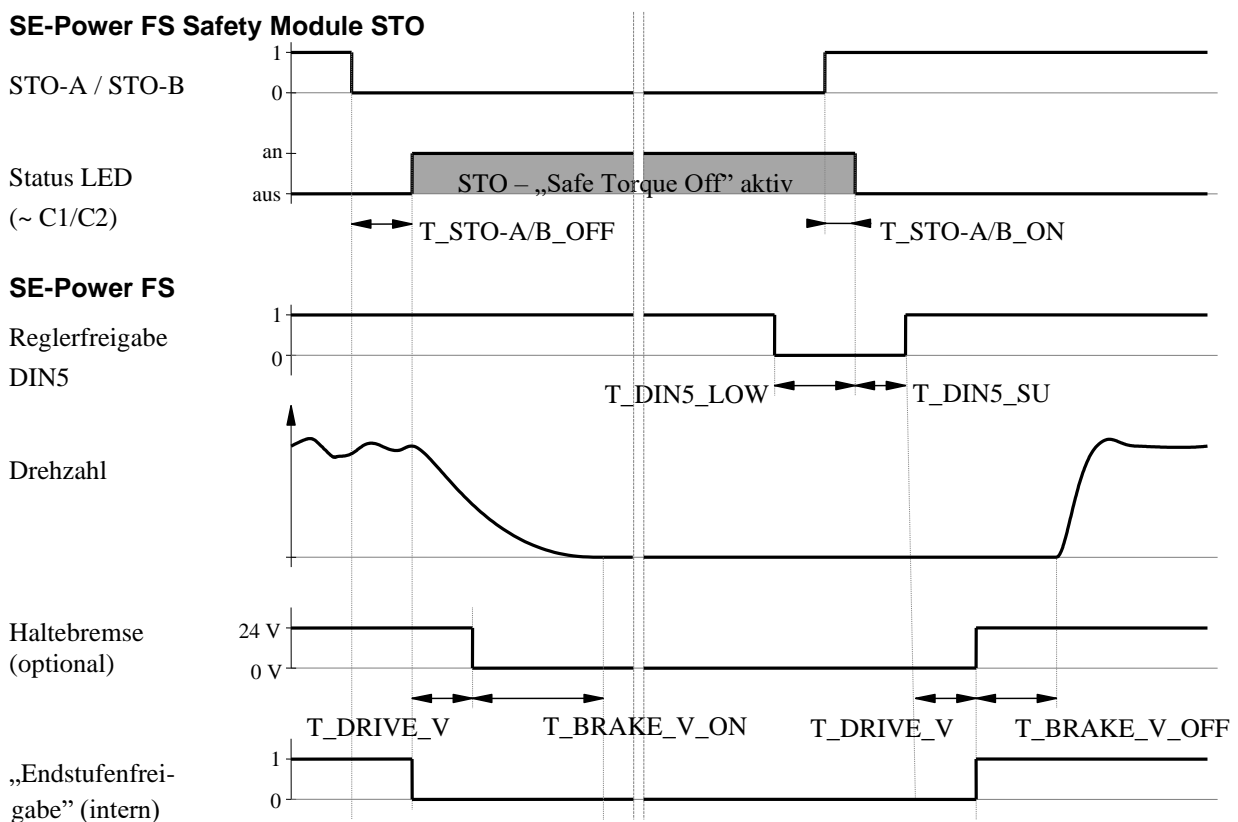 SE-Power FS Safety Module STO
STO-A / STO-B
1
0
Status LED
(~ C1/C2)
an
aus
STO – „Safe Torque Off” aktiv
T_STO-A/B_OFF
T_STO-A/B_ON
SE-Power FS
Reglerfreigabe
DIN5
1
0
T_DIN5_LOW
T_DIN5_SU
Drehzahl
Haltebremse
(optional)
24 V
0 V
T_DRIVE_V
T_BRAKE_V_ON
T_DRIVE_V
T_BRAKE_V_OFF
„Endstufenfrei-
gabe” (intern)
1
0